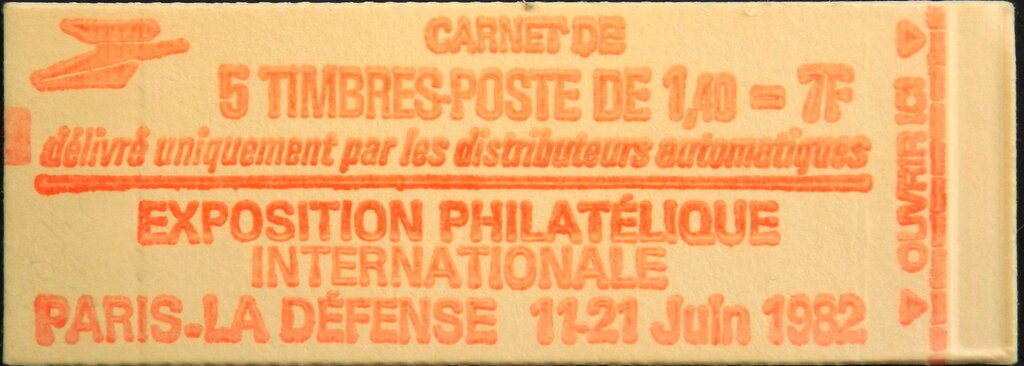 CARNET DE
5 TIMBRES-POSTE DE 1,40 = 7F
délivré uniquement par les distributeurs automatiques
EXPOSITION PHILATÉLIQUE
INTERNATIONALE
PARIS-LA DÉFENSE 11-21 Juin 1982
OUVRIR ICI